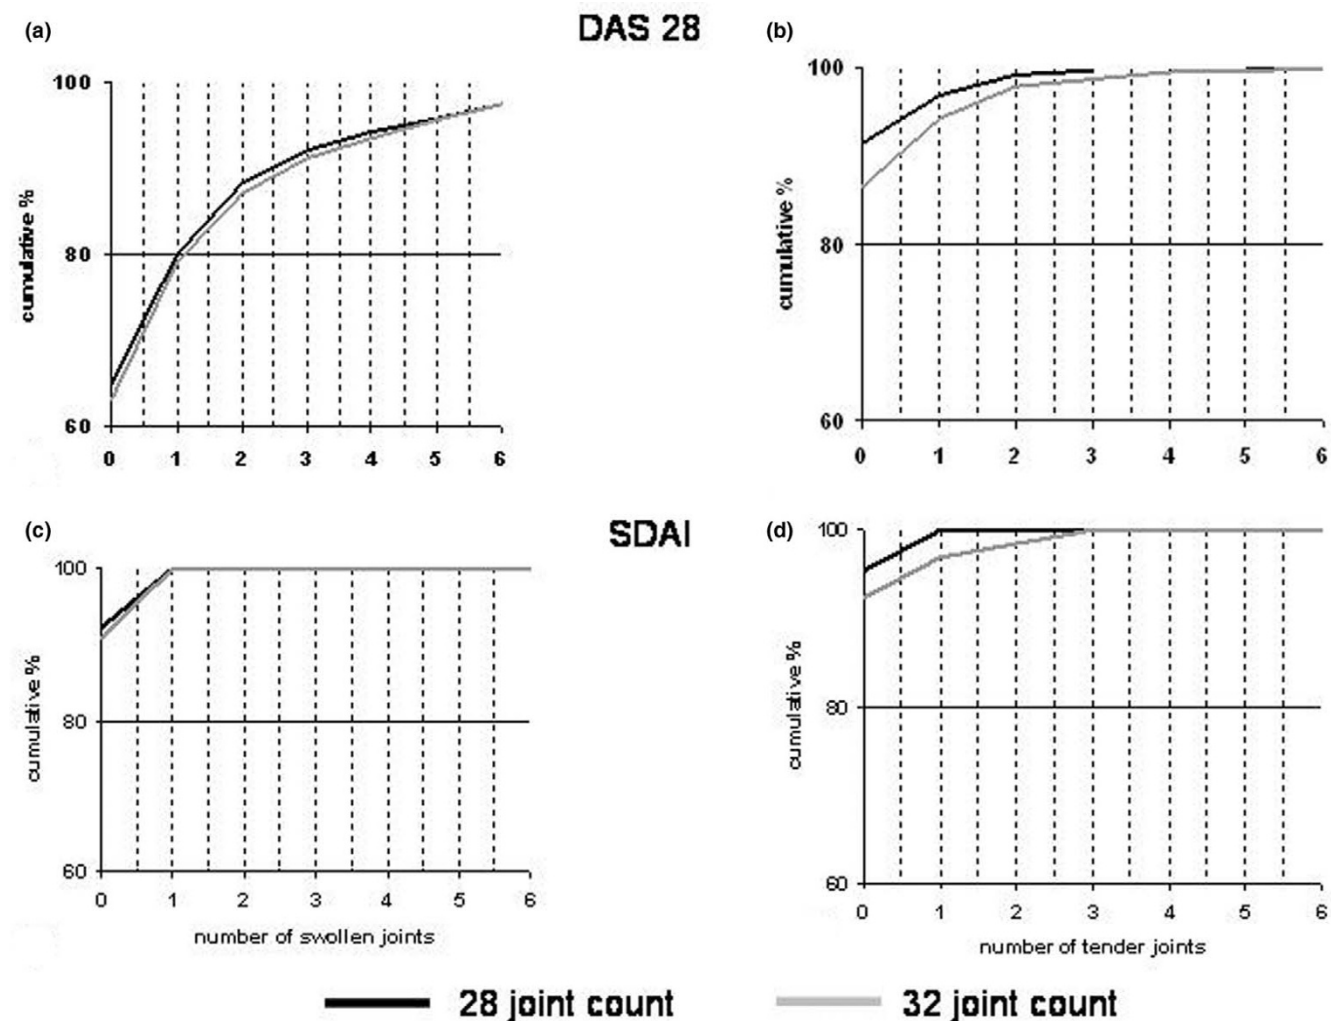 (a)
DAS 28
(b)
100
80
60
cumulative %
0 1 2 3 4 5 6
100
80
60
cumulative %
0 1 2 3 4 5 6
(c)
SDAI
(d)
100
80
60
cumulative %
0 1 2 3 4 5 6
number of swollen joints
100
80
60
cumulative %
0 1 2 3 4 5 6
number of tender joints
28 joint count
32 joint count